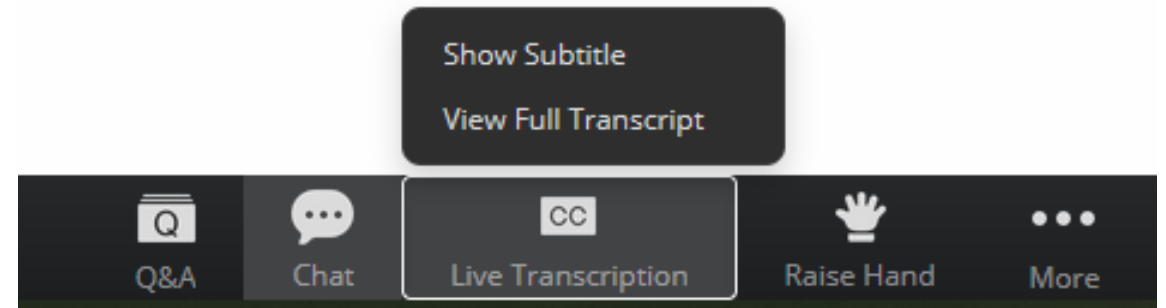 Show Subtitle
View Full Transcript
Q
CC
Q&A Chat Live Transcription Raise Hand More